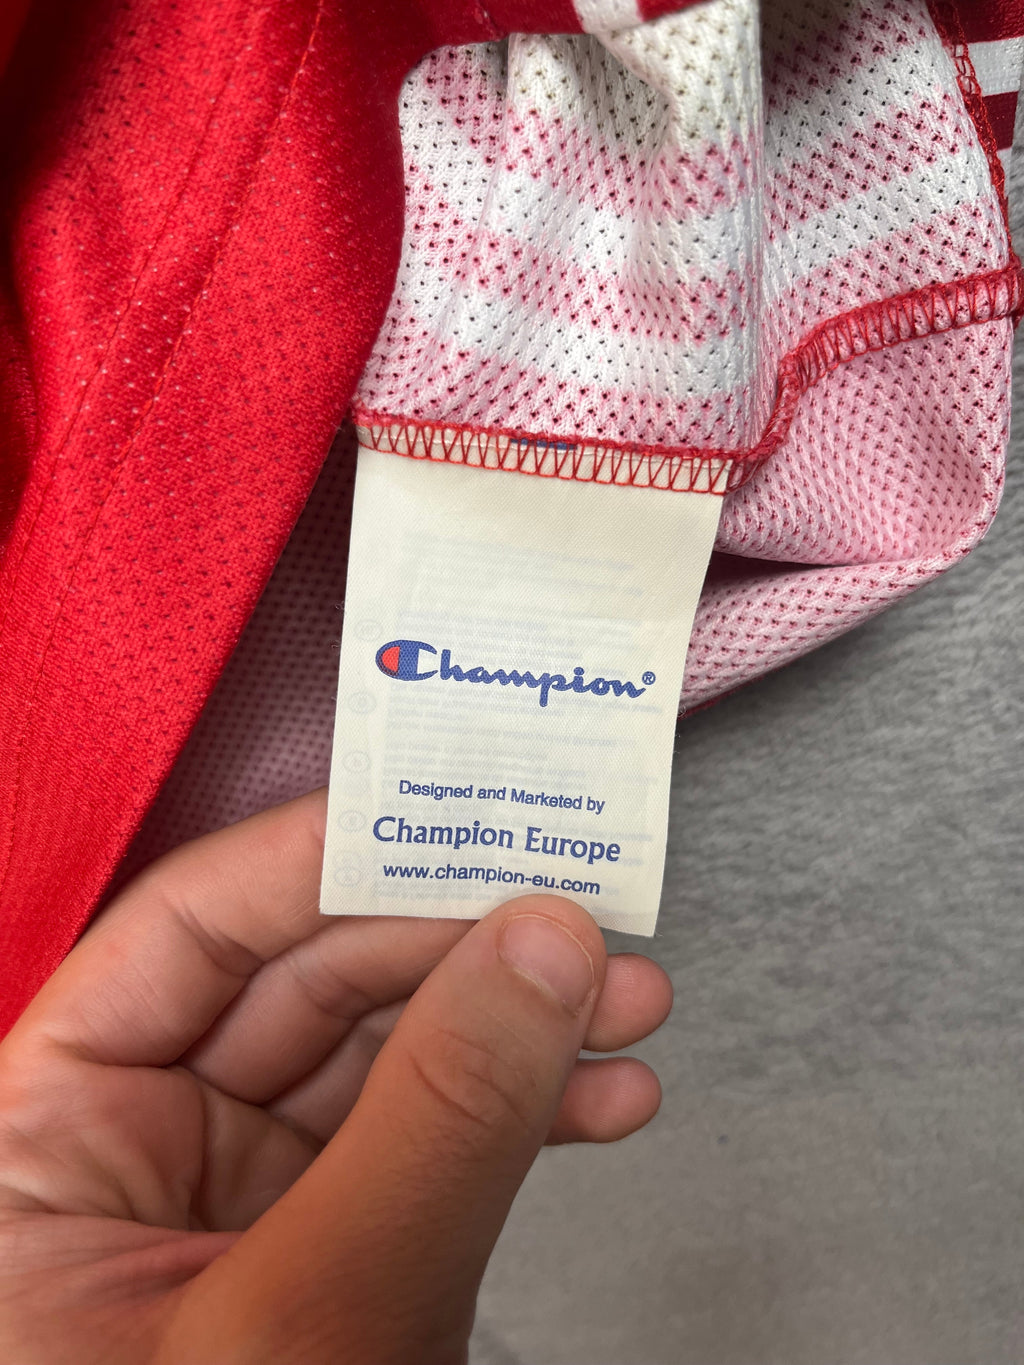 Champion®
Designed and Marketed by
Champion Europe
www.champion-eu.com